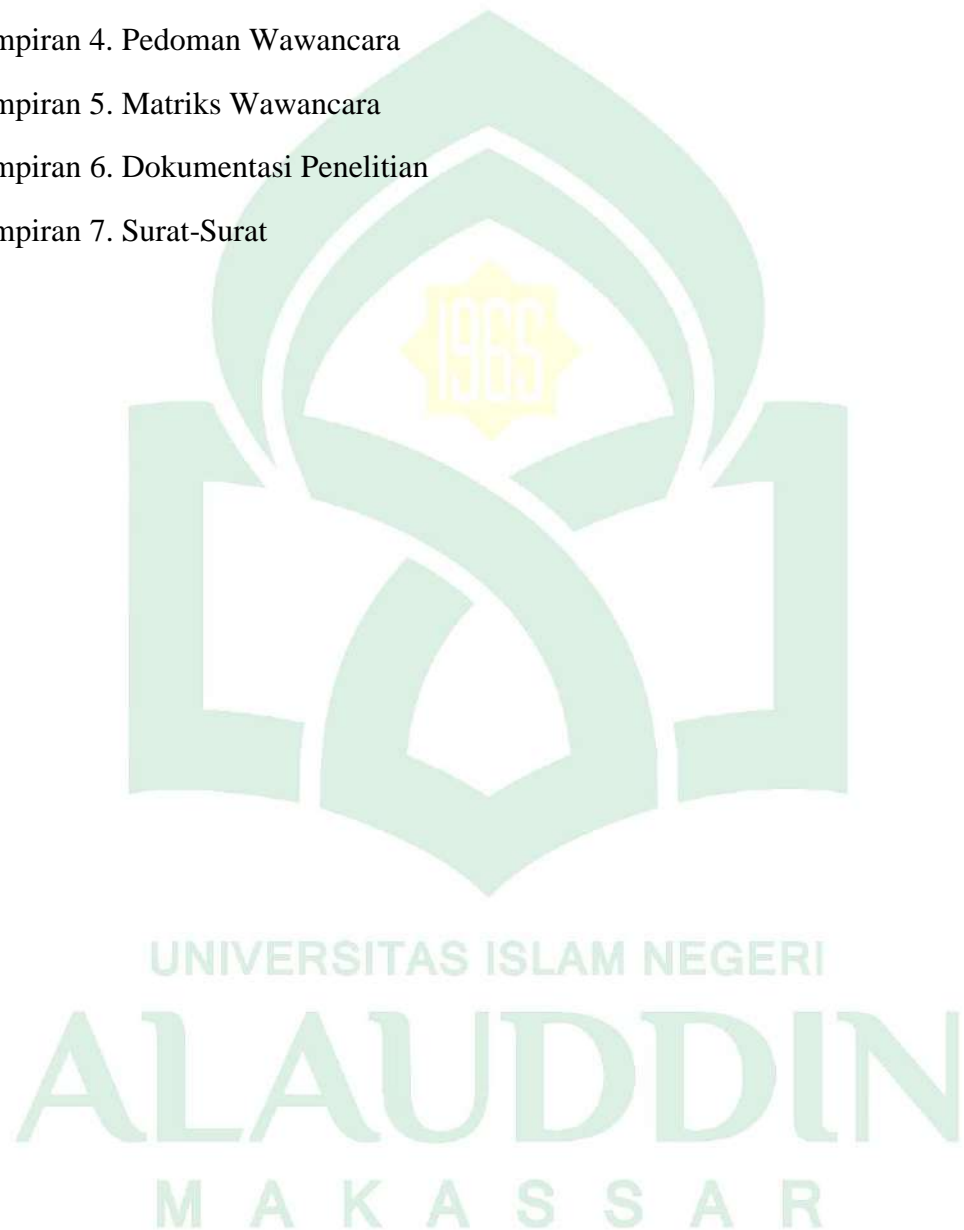 mpiran 4. Pedoman Wawancara
mpiran 5. Matriks Wawancara
mpiran 6. Dokumentasi Penelitian
mpiran 7. Surat-Surat
1965
UNIVERSITAS ISLAM NEGERI
ALAUDDIN
MAKASSAR